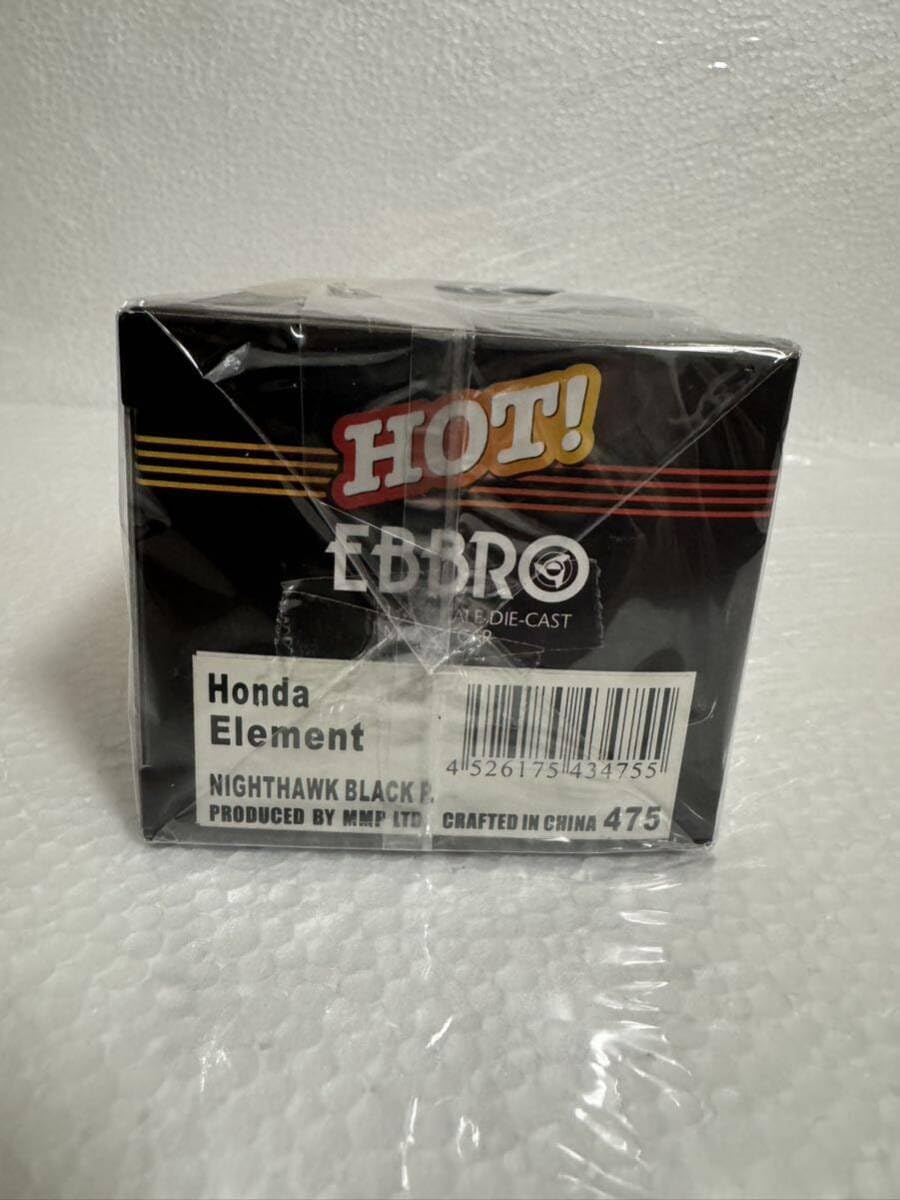 HOT!
EBBRO
DIE-CAST
Honda
Element
4 526175 434755
NIGHTHAWK BLACK P.
PRODUCED BY MMP LTD
CRAFTED IN CHINA 475